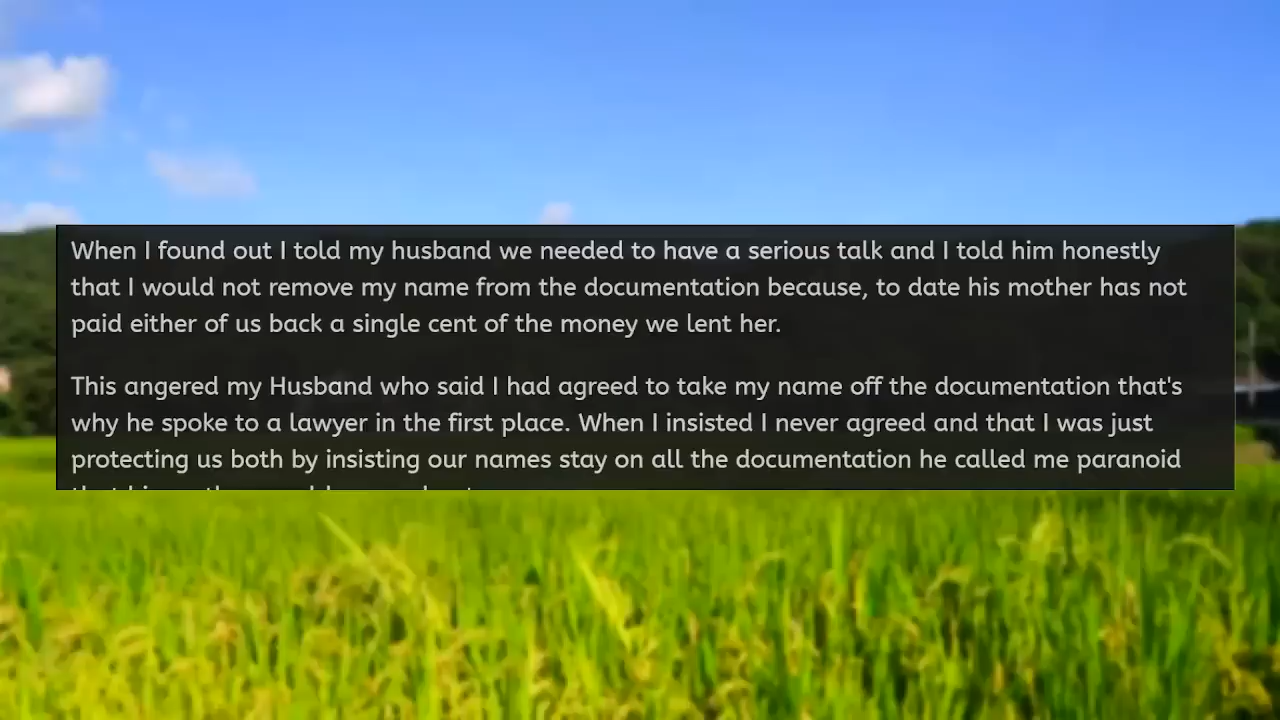 When I found out I told my husband we needed to have a serious talk and I told him honestly
that I would not remove my name from the documentation because, to date his mother has not
paid either of us back a single cent of the money we lent her.
This angered my Husband who said I had agreed to take my name off the documentation that's
why he spoke to a lawyer in the first place. When I insisted I never agreed and that I was just
protecting us both by insisting our names stay on all the documentation he called me paranoid